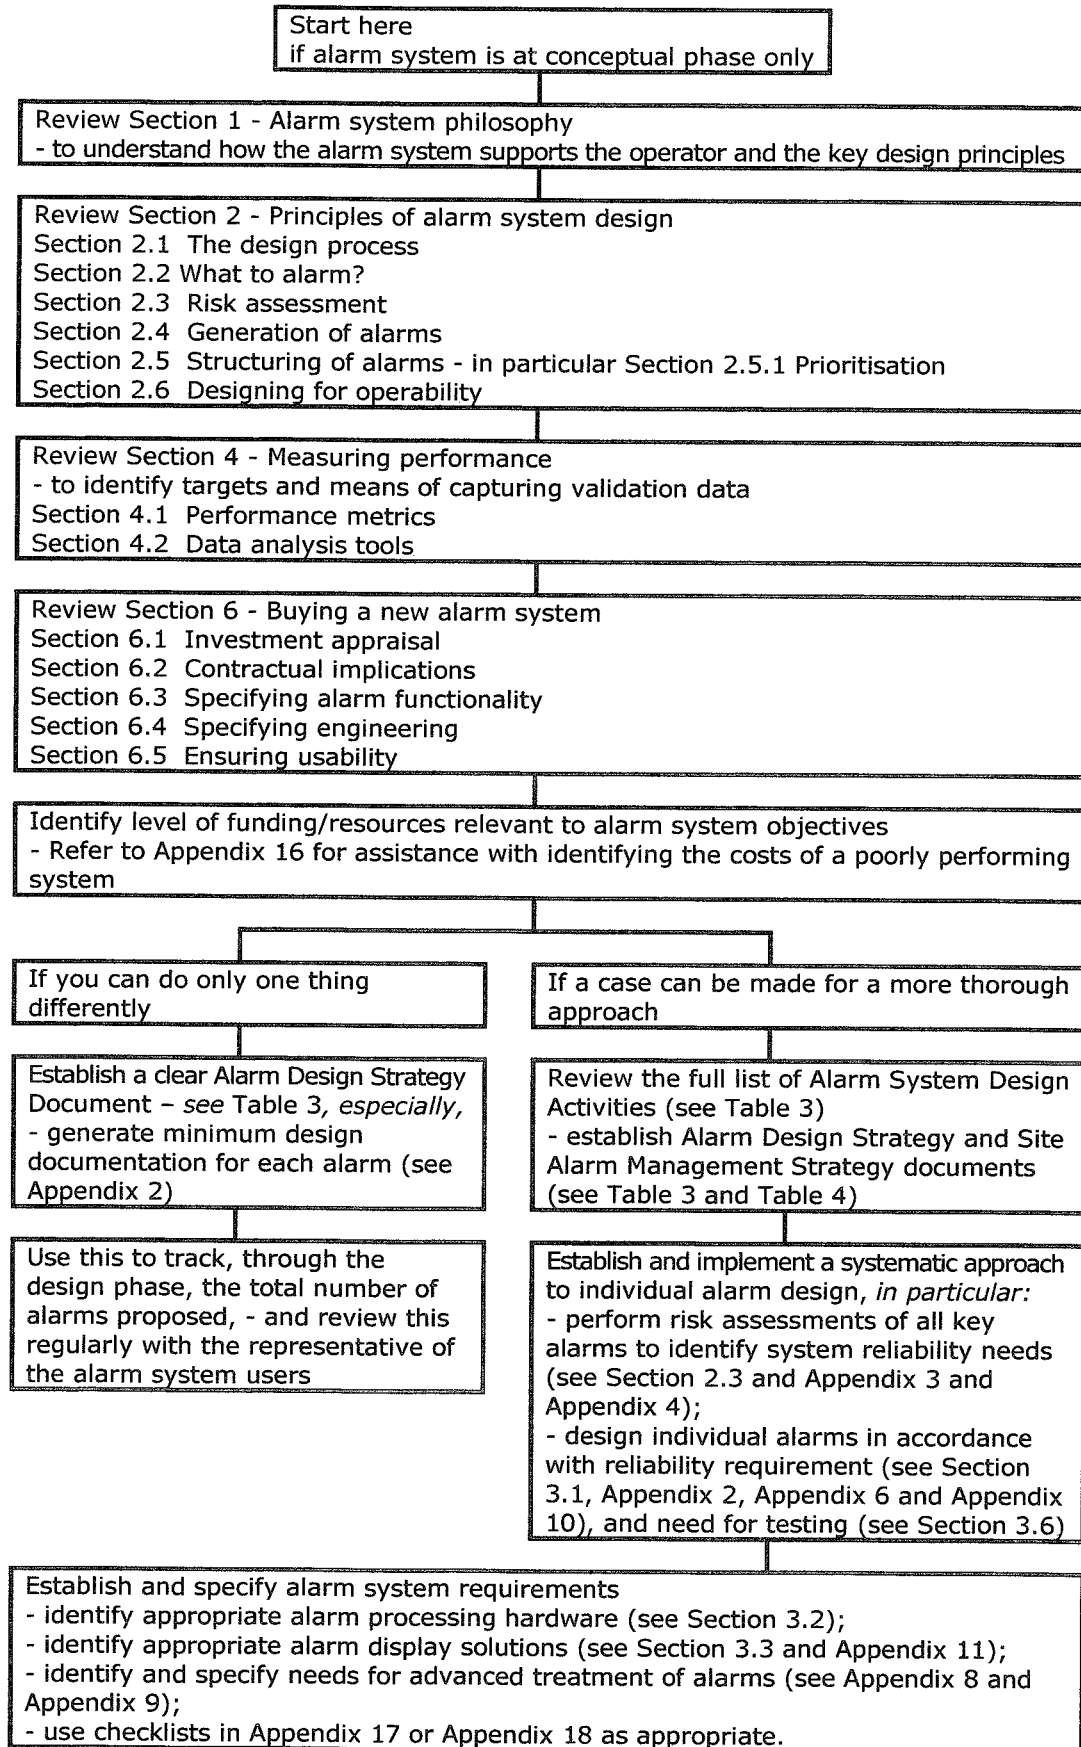 Start here
if alarm system is at conceptual phase only
Review Section 1 - Alarm system philosophy
- to understand how the alarm system supports the operator and the key design principles
Review Section 2 - Principles of alarm system design
Section 2.1 The design process
Section 2.2 What to alarm?
Section 2.3 Risk assessment
Section 2.4 Generation of alarms
Section 2.5 Structuring of alarms - in particular Section 2.5.1 Prioritisation
Section 2.6 Designing for operability
Review Section 4 - Measuring performance
- to identify targets and means of capturing validation data
Section 4.1 Performance metrics
Section 4.2 Data analysis tools
Review Section 6 - Buying a new alarm system
Section 6.1 Investment appraisal
Section 6.2 Contractual implications
Section 6.3 Specifying alarm functionality
Section 6.4 Specifying engineering
Section 6.5 Ensuring usability
Identify level of funding/resources relevant to alarm system objectives
- Refer to Appendix 16 for assistance with identifying the costs of a poorly performing
system
If you can do only one thing
differently
Establish a clear Alarm Design Strategy
Document – see Table 3, especially,
- generate minimum design
documentation for each alarm (see
Appendix 2)
Use this to track, through the
design phase, the total number of
alarms proposed, - and review this
regularly with the representative of
the alarm system users
If a case can be made for a more thorough
approach
Review the full list of Alarm System Design
Activities (see Table 3)
- establish Alarm Design Strategy and Site
Alarm Management Strategy documents
(see Table 3 and Table 4)
Establish and implement a systematic approach
to individual alarm design, in particular:
- perform risk assessments of all key
alarms to identify system reliability needs
(see Section 2.3 and Appendix 3 and
Appendix 4);
- design individual alarms in accordance
with reliability requirement (see Section
3.1, Appendix 2, Appendix 6 and Appendix
10), and need for testing (see Section 3.6)
Establish and specify alarm system requirements
- identify appropriate alarm processing hardware (see Section 3.2);
- identify appropriate alarm display solutions (see Section 3.3 and Appendix 11);
- identify and specify needs for advanced treatment of alarms (see Appendix 8 and
Appendix 9);
- use checklists in Appendix 17 or Appendix 18 as appropriate.